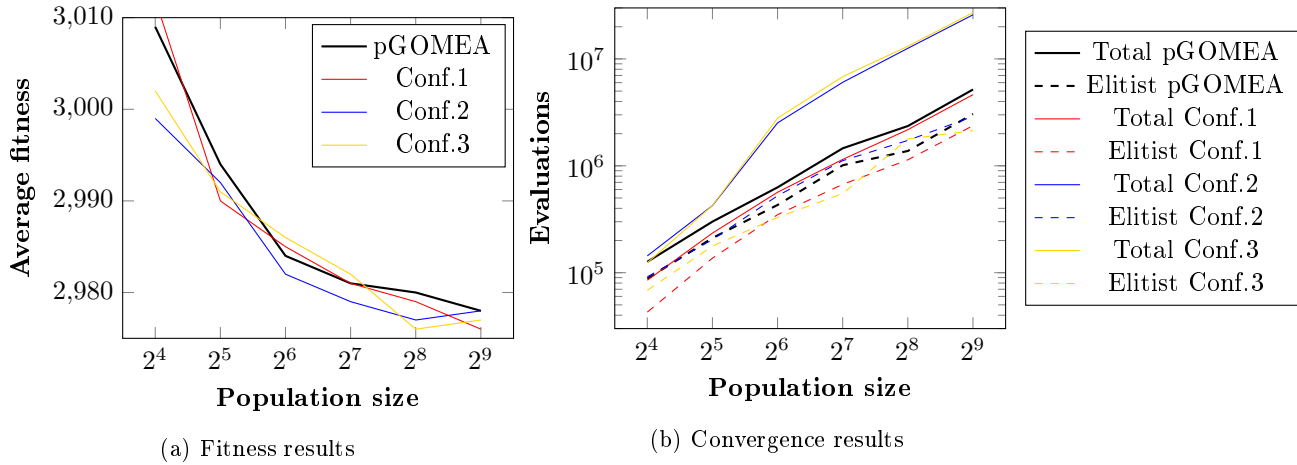 3,010
3,000
2,990
2,980
Average fitness
2^4
2^5
2^6
2^7
2^8
2^9
Population size
pGOMEA
Conf.1
Conf.2
Conf.3
(a) Fitness results
10^7
10^6
10^5
Evaluations
2^4
2^5
2^6
2^7
2^8
2^9
Population size
(b) Convergence results
Total pGOMEA
Elitist pGOMEA
Total Conf.1
Elitist Conf.1
Total Conf.2
Elitist Conf.2
Total Conf.3
Elitist Conf.3